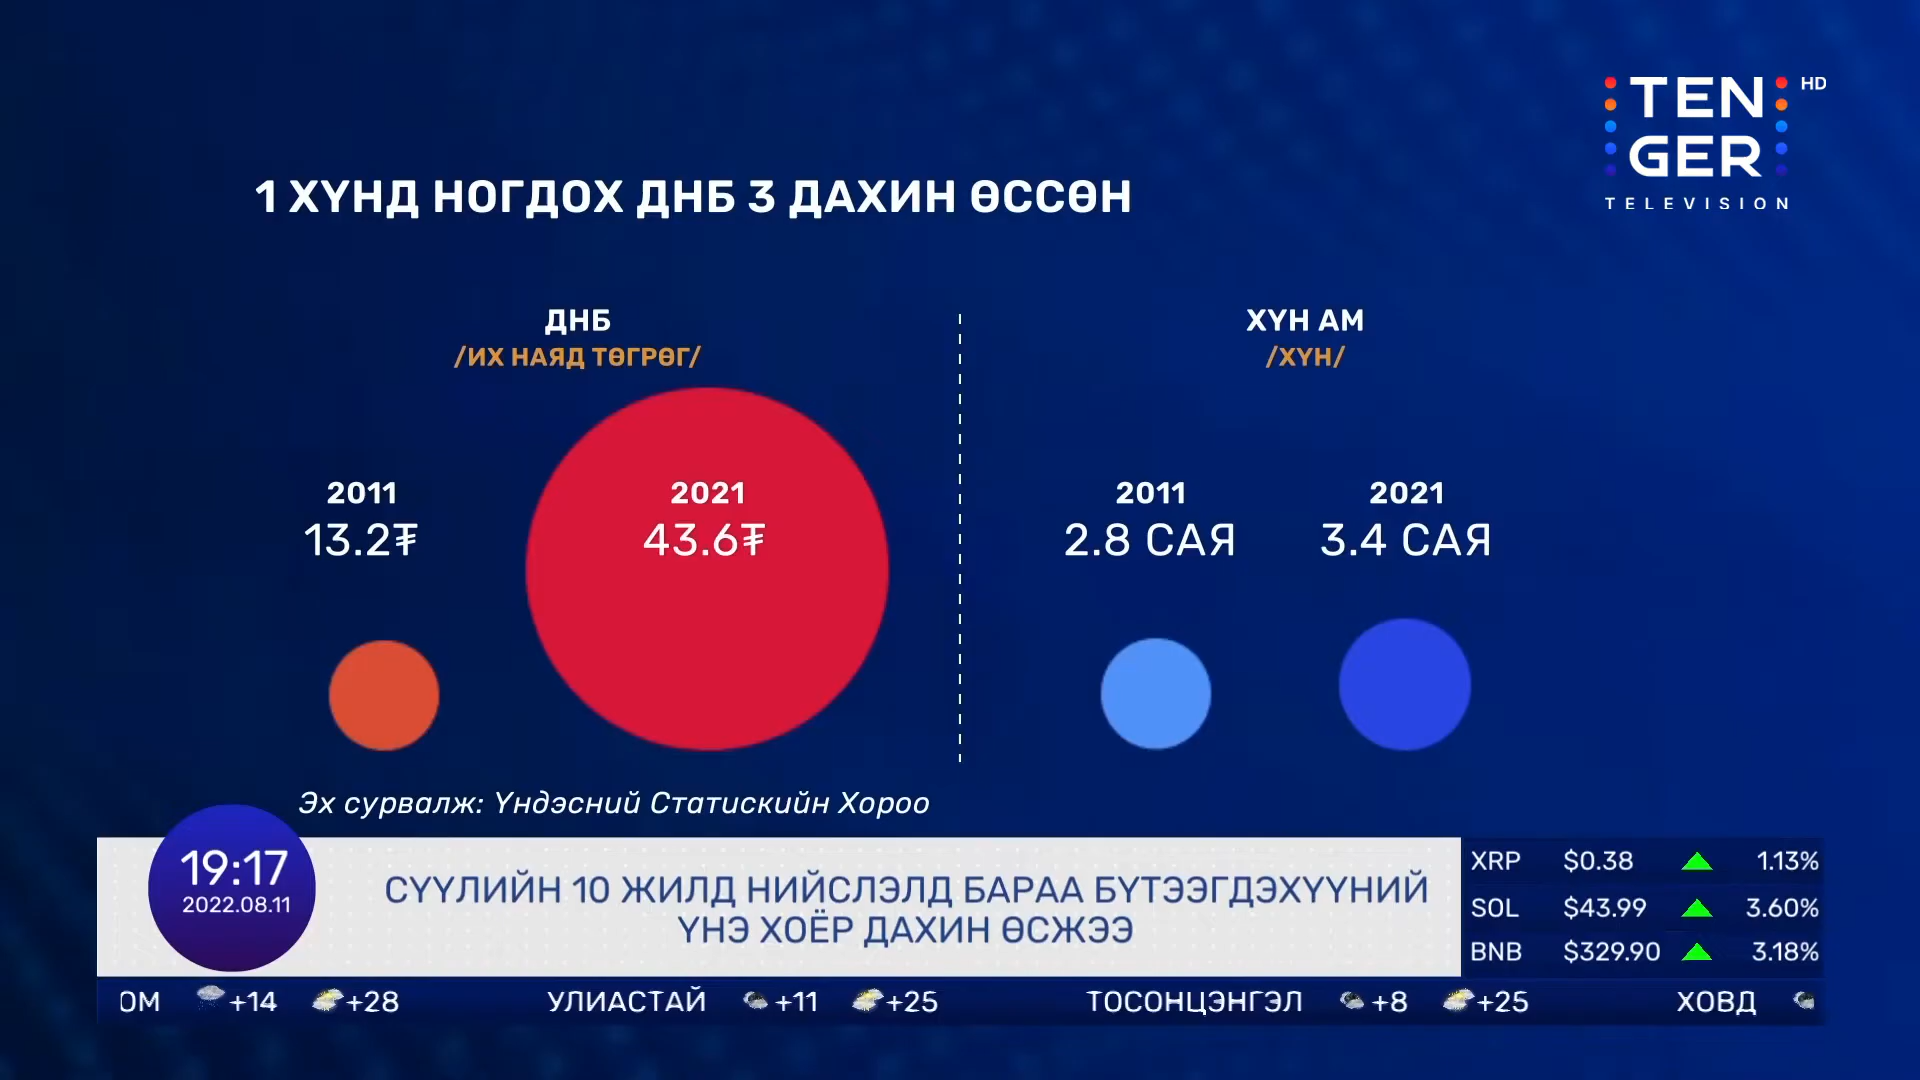 TEN HD
GER
TELEVISION
1 ХҮНД НОГДОХ ДНБ 3 ДАХИН ӨССӨН
ДНБ
/ИХ НАЯД ТӨГРӨГ/
2011
13.2₮
2021
43.6₮
ХҮН АМ
/ХҮН/
2011
2.8 САЯ
2021
3.4 САЯ
Эх сурвалж: Үндэсний Статискийн Хороо
19:17
2022.08.11
СҮҮЛИЙН 10 ЖИЛД НИЙСЛЭЛД БАРАА БҮТЭЭГДЭХҮҮНИЙ
ҮНЭ ХОЁР ДАХИН ӨСЖЭЭ
XRP $0.38 1.13%
SOL $43.99 3.60%
BNB $329.90 3.18%
ОМ +14 +28 УЛИАСТАЙ +11 +25 ТОСОНЦЭНГЭЛ +8 +25 ХОВД